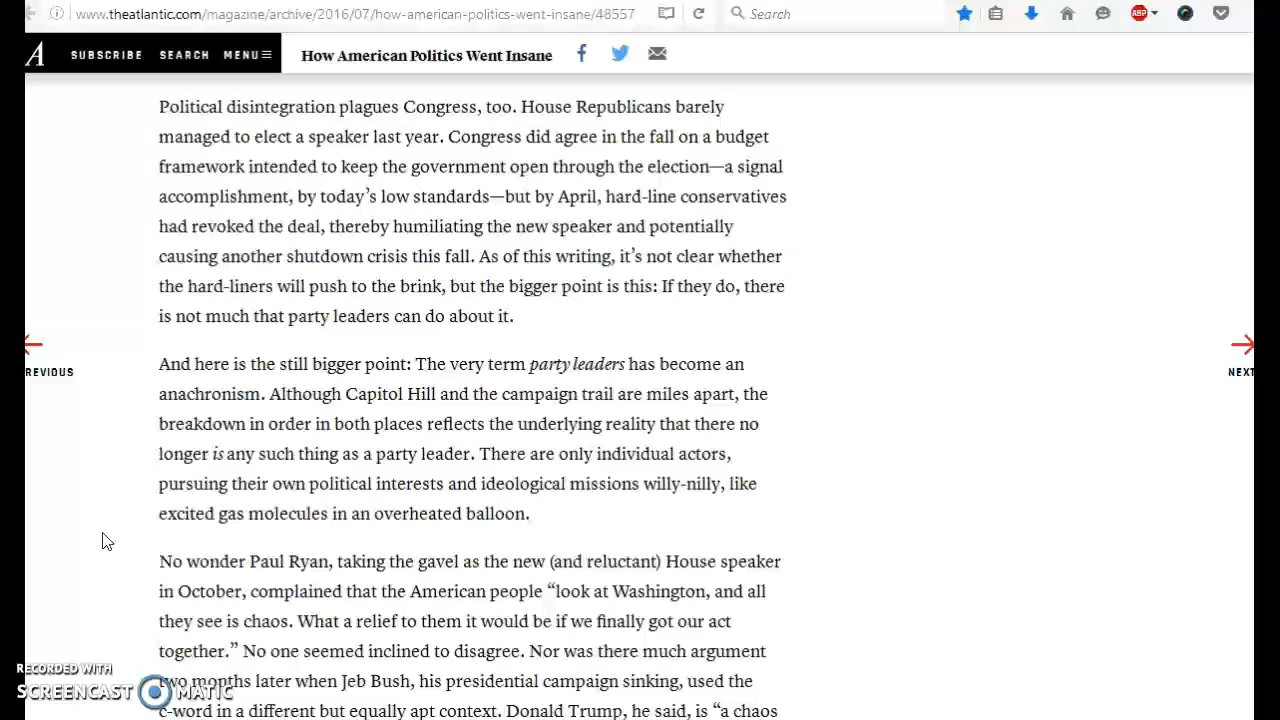 www.theatlantic.com/magazine/archive/2016/07/how-american-politics-went-insane/48557
Search
ABP
A SUBSCRIBE SEARCH MENU How American Politics Went Insane
Political disintegration plagues Congress, too. House Republicans barely
managed to elect a speaker last year. Congress did agree in the fall on a budget
framework intended to keep the government open through the election—a signal
accomplishment, by today’s low standards—but by April, hard-line conservatives
had revoked the deal, thereby humiliating the new speaker and potentially
causing another shutdown crisis this fall. As of this writing, it’s not clear whether
the hard-liners will push to the brink, but the bigger point is this: If they do, there
is not much that party leaders can do about it.
REVIOUS
NEXT
And here is the still bigger point: The very term party leaders has become an
anachronism. Although Capitol Hill and the campaign trail are miles apart, the
breakdown in order in both places reflects the underlying reality that there no
longer is any such thing as a party leader. There are only individual actors,
pursuing their own political interests and ideological missions willy-nilly, like
excited gas molecules in an overheated balloon.
No wonder Paul Ryan, taking the gavel as the new (and reluctant) House speaker
in October, complained that the American people “look at Washington, and all
they see is chaos. What a relief to them it would be if we finally got our act
together.” No one seemed inclined to disagree. Nor was there much argument
two months later when Jeb Bush, his presidential campaign sinking, used the
c-word in a different but equally apt context. Donald Trump, he said, is “a chaos
RECORDED WITH
SCREENCAST MATIC